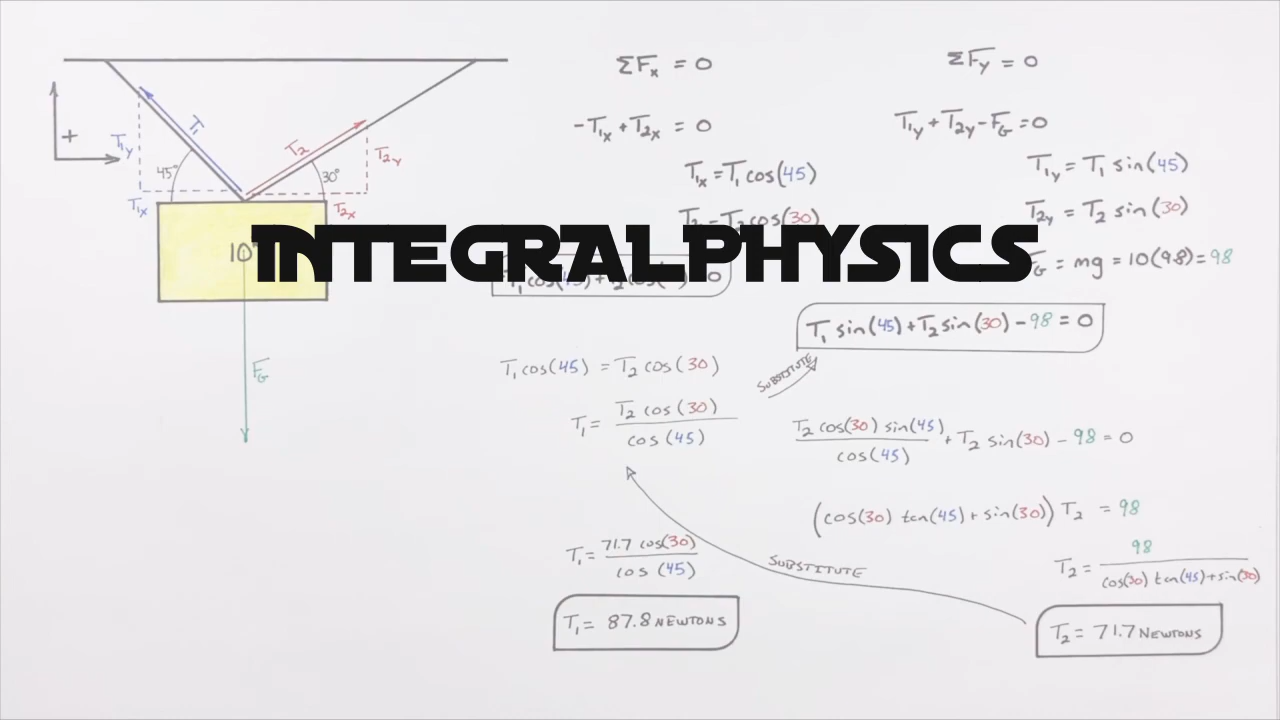 ΣFx = 0
-T1x + T2x = 0
T1x = T1 cos(45)
cos(30)
INTEGRAL PHYSICS
T1 cos(45) = T2 cos(30)
T1 = T2 cos(30) / cos(45)
SUBSTITUTE
T1 = 71.7 cos(30) / cos(45)
T1 = 87.8 NEWTONS
ΣFy = 0
T1y + T2y - FG = 0
T1y = T1 sin(45)
T2y = T2 sin(30)
G = mg = 10(9.8) = 98
T1 sin(45) + T2 sin(30) - 98 = 0
T2 cos(30) sin(45) / cos(45) + T2 sin(30) - 98 = 0
(cos(30) tan(45) + sin(30)) T2 = 98
T2 = 98 / cos(30) tan(45) + sin(30)
SUBSTITUTE
T2 = 71.7 NEWTONS
+
T1
T2
T1y
T2y
45°
30°
T1x
T2x
10
FG